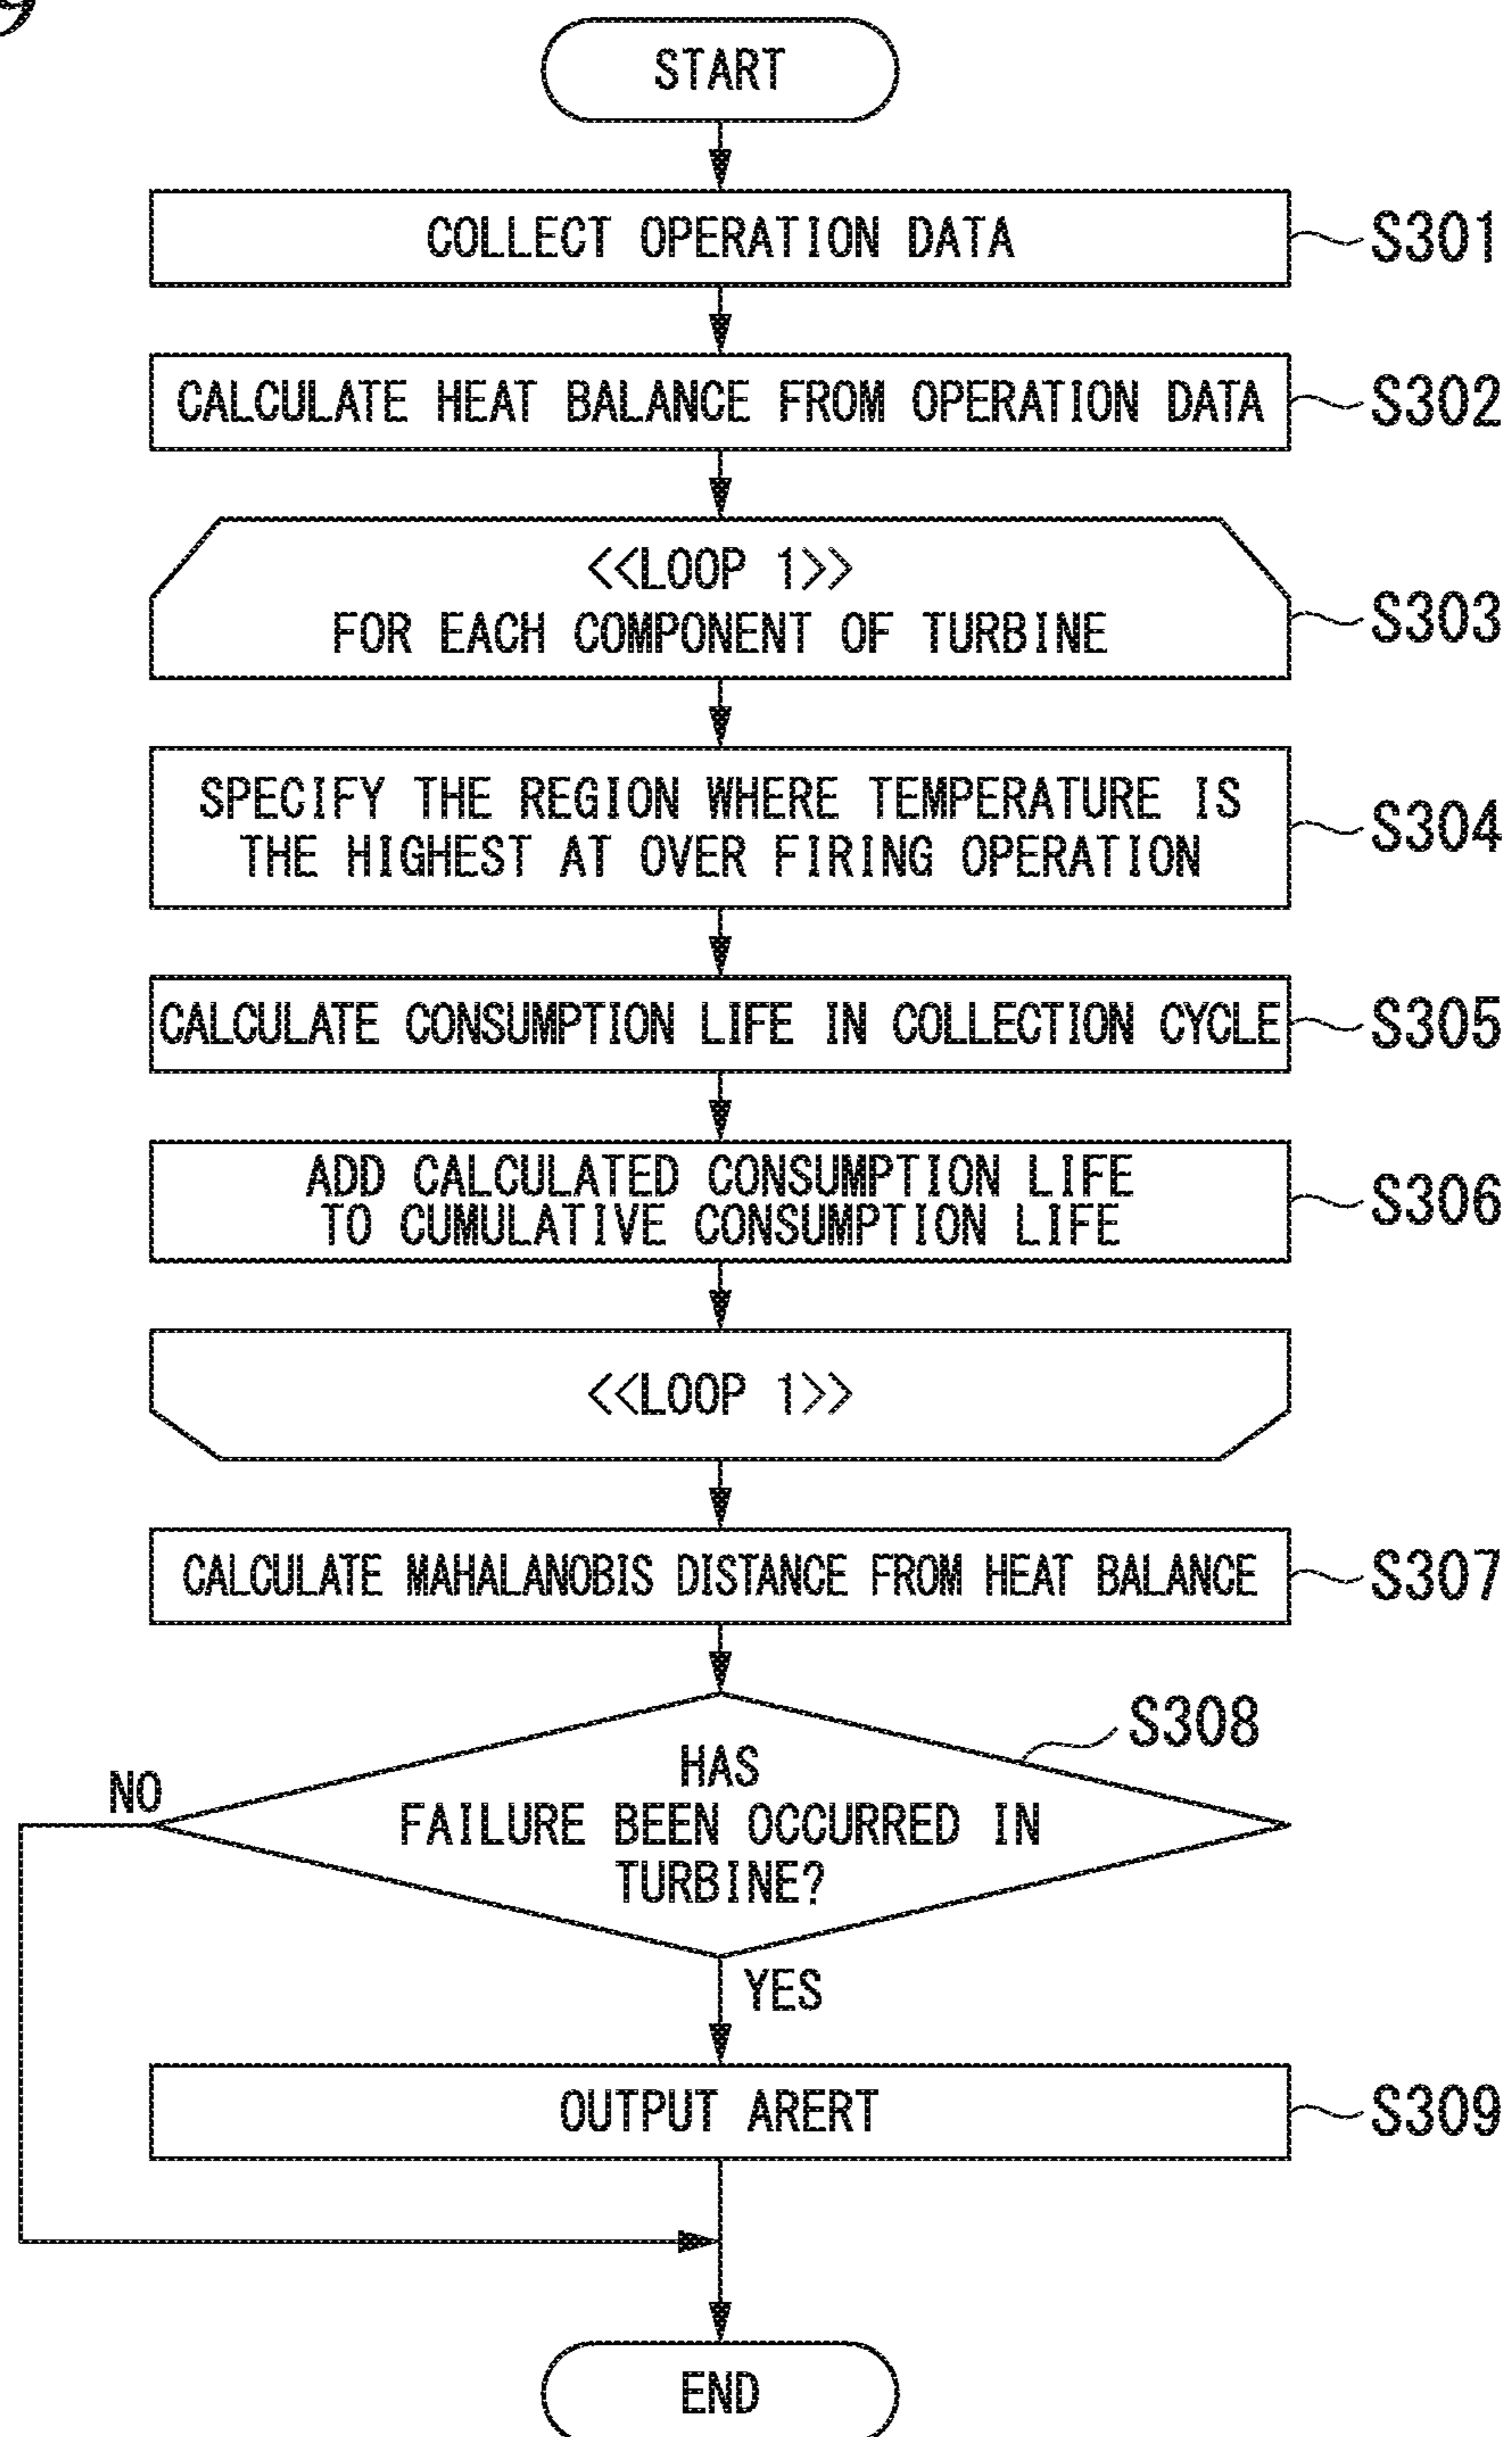 9
START
COLLECT OPERATION DATA
S301
CALCULATE HEAT BALANCE FROM OPERATION DATA
S302
<<LOOP 1>>
FOR EACH COMPONENT OF TURBINE
S303
SPECIFY THE REGION WHERE TEMPERATURE IS
THE HIGHEST AT OVER FIRING OPERATION
S304
CALCULATE CONSUMPTION LIFE IN COLLECTION CYCLE
S305
ADD CALCULATED CONSUMPTION LIFE
TO CUMULATIVE CONSUMPTION LIFE
S306
<<LOOP 1>>
CALCULATE MAHALANOBIS DISTANCE FROM HEAT BALANCE
S307
S308
HAS
FAILURE BEEN OCCURRED IN
TURBINE?
NO
YES
OUTPUT ARERT
S309
END